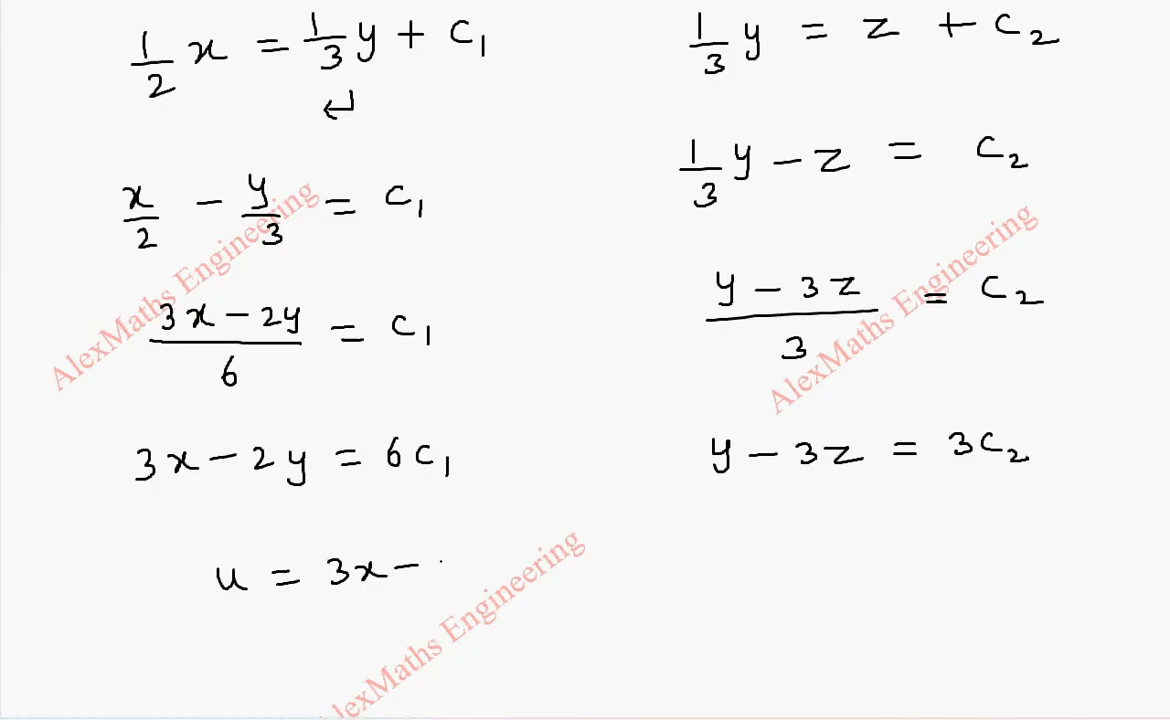 1/2 x = 1/3 y + c₁
↵
x/2 - y/3 = c₁
(3x - 2y)/6 = c₁
3x - 2y = 6c₁
u = 3x -
1/3 y = z + c₂
1/3 y - z = c₂
(y - 3z)/3 = c₂
y - 3z = 3c₂
AlexMaths Engineering
AlexMaths Engineering
AlexMaths Engineering